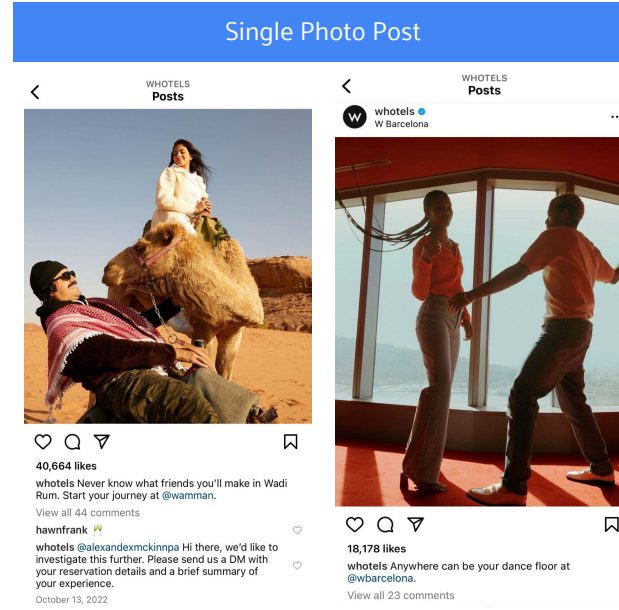 Single Photo Post
WHOTELS
Posts
40,664 likes
whotels Never know what friends you'll make in Wadi
Rum. Start your journey at @wamman.
View all 44 comments
hawnfrank 🥂
whotels @alexandexmckinnpa Hi there, we'd like to
investigate this further. Please send us a DM with
your reservation details and a brief summary of
your experience.
October 13, 2022
WHOTELS
Posts
W
whotels
W Barcelona
18,178 likes
whotels Anywhere can be your dance floor at
@wbarcelona.
View all 23 comments